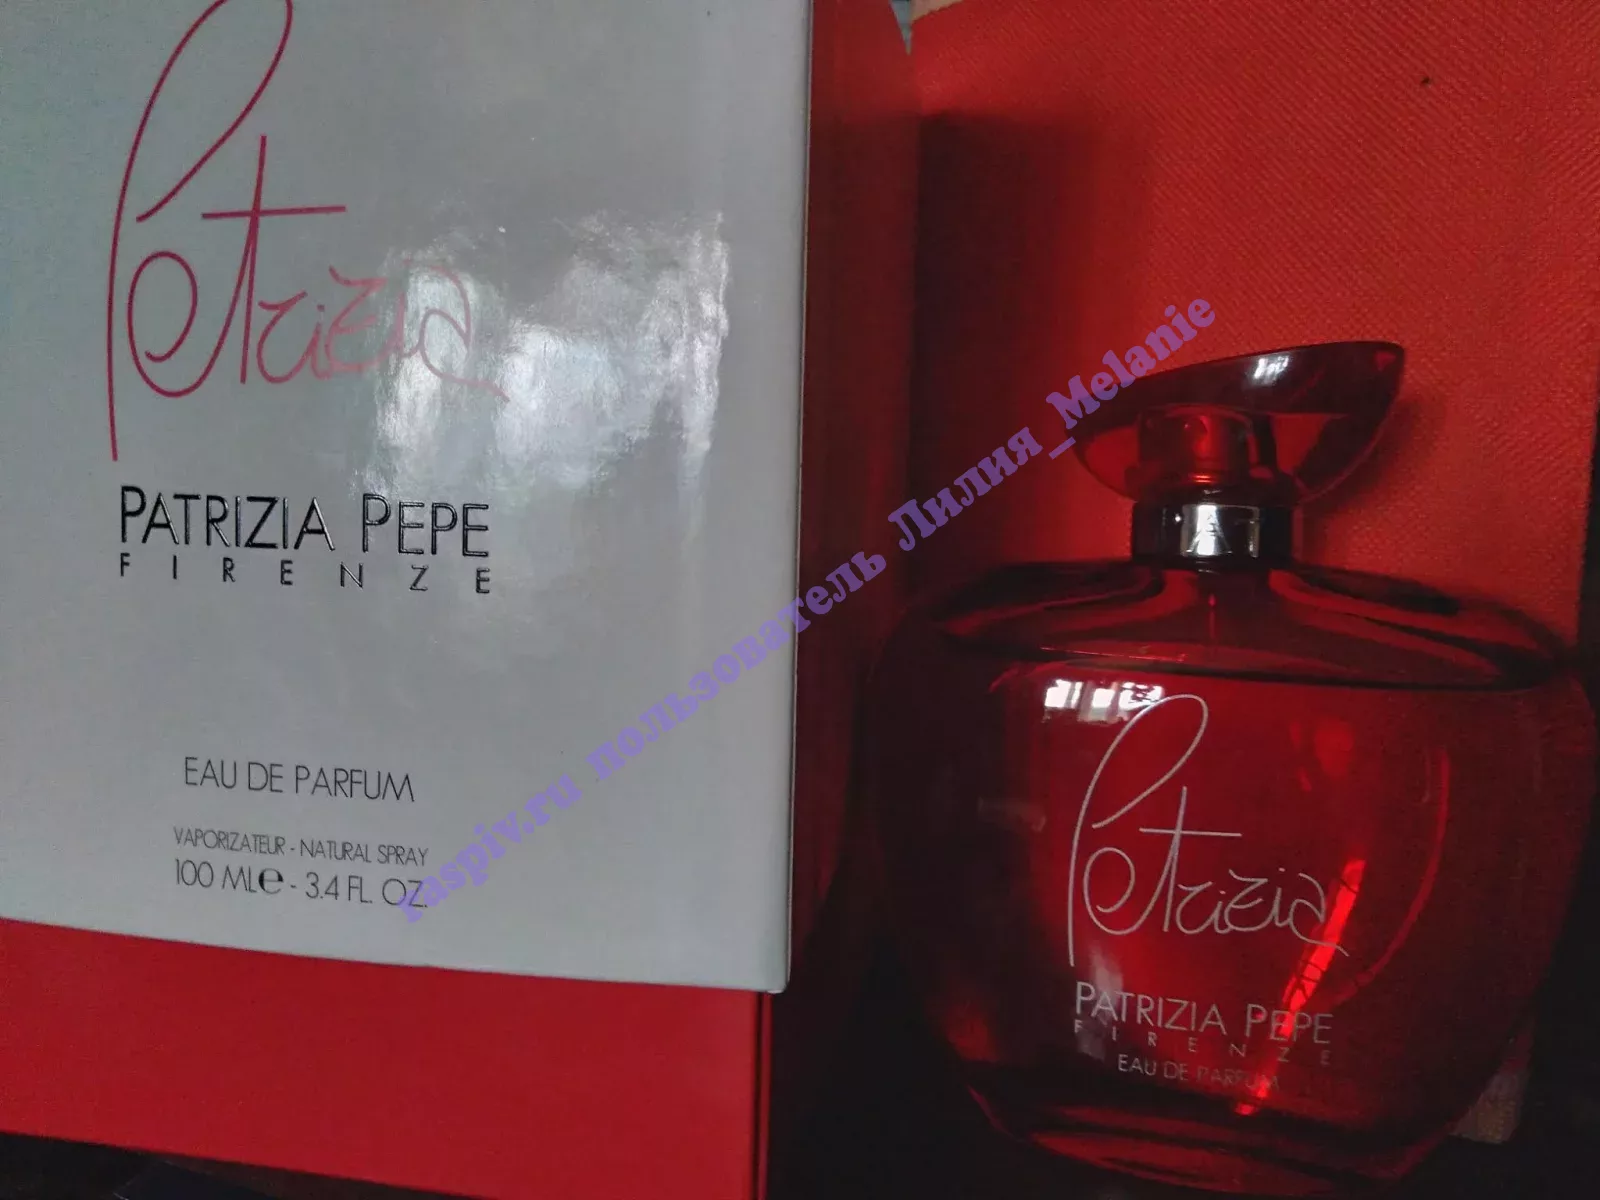 Patrizia
PATRIZIA PEPE
FIRENZE
EAU DE PARFUM
VAPORIZATEUR - NATURAL SPRAY
100 ML℮ - 3.4 FL. OZ.
Patrizia
PATRIZIA PEPE
FIRENZE
EAU DE PARFUM
raspiv.ru пользователь Лилия_Melanie